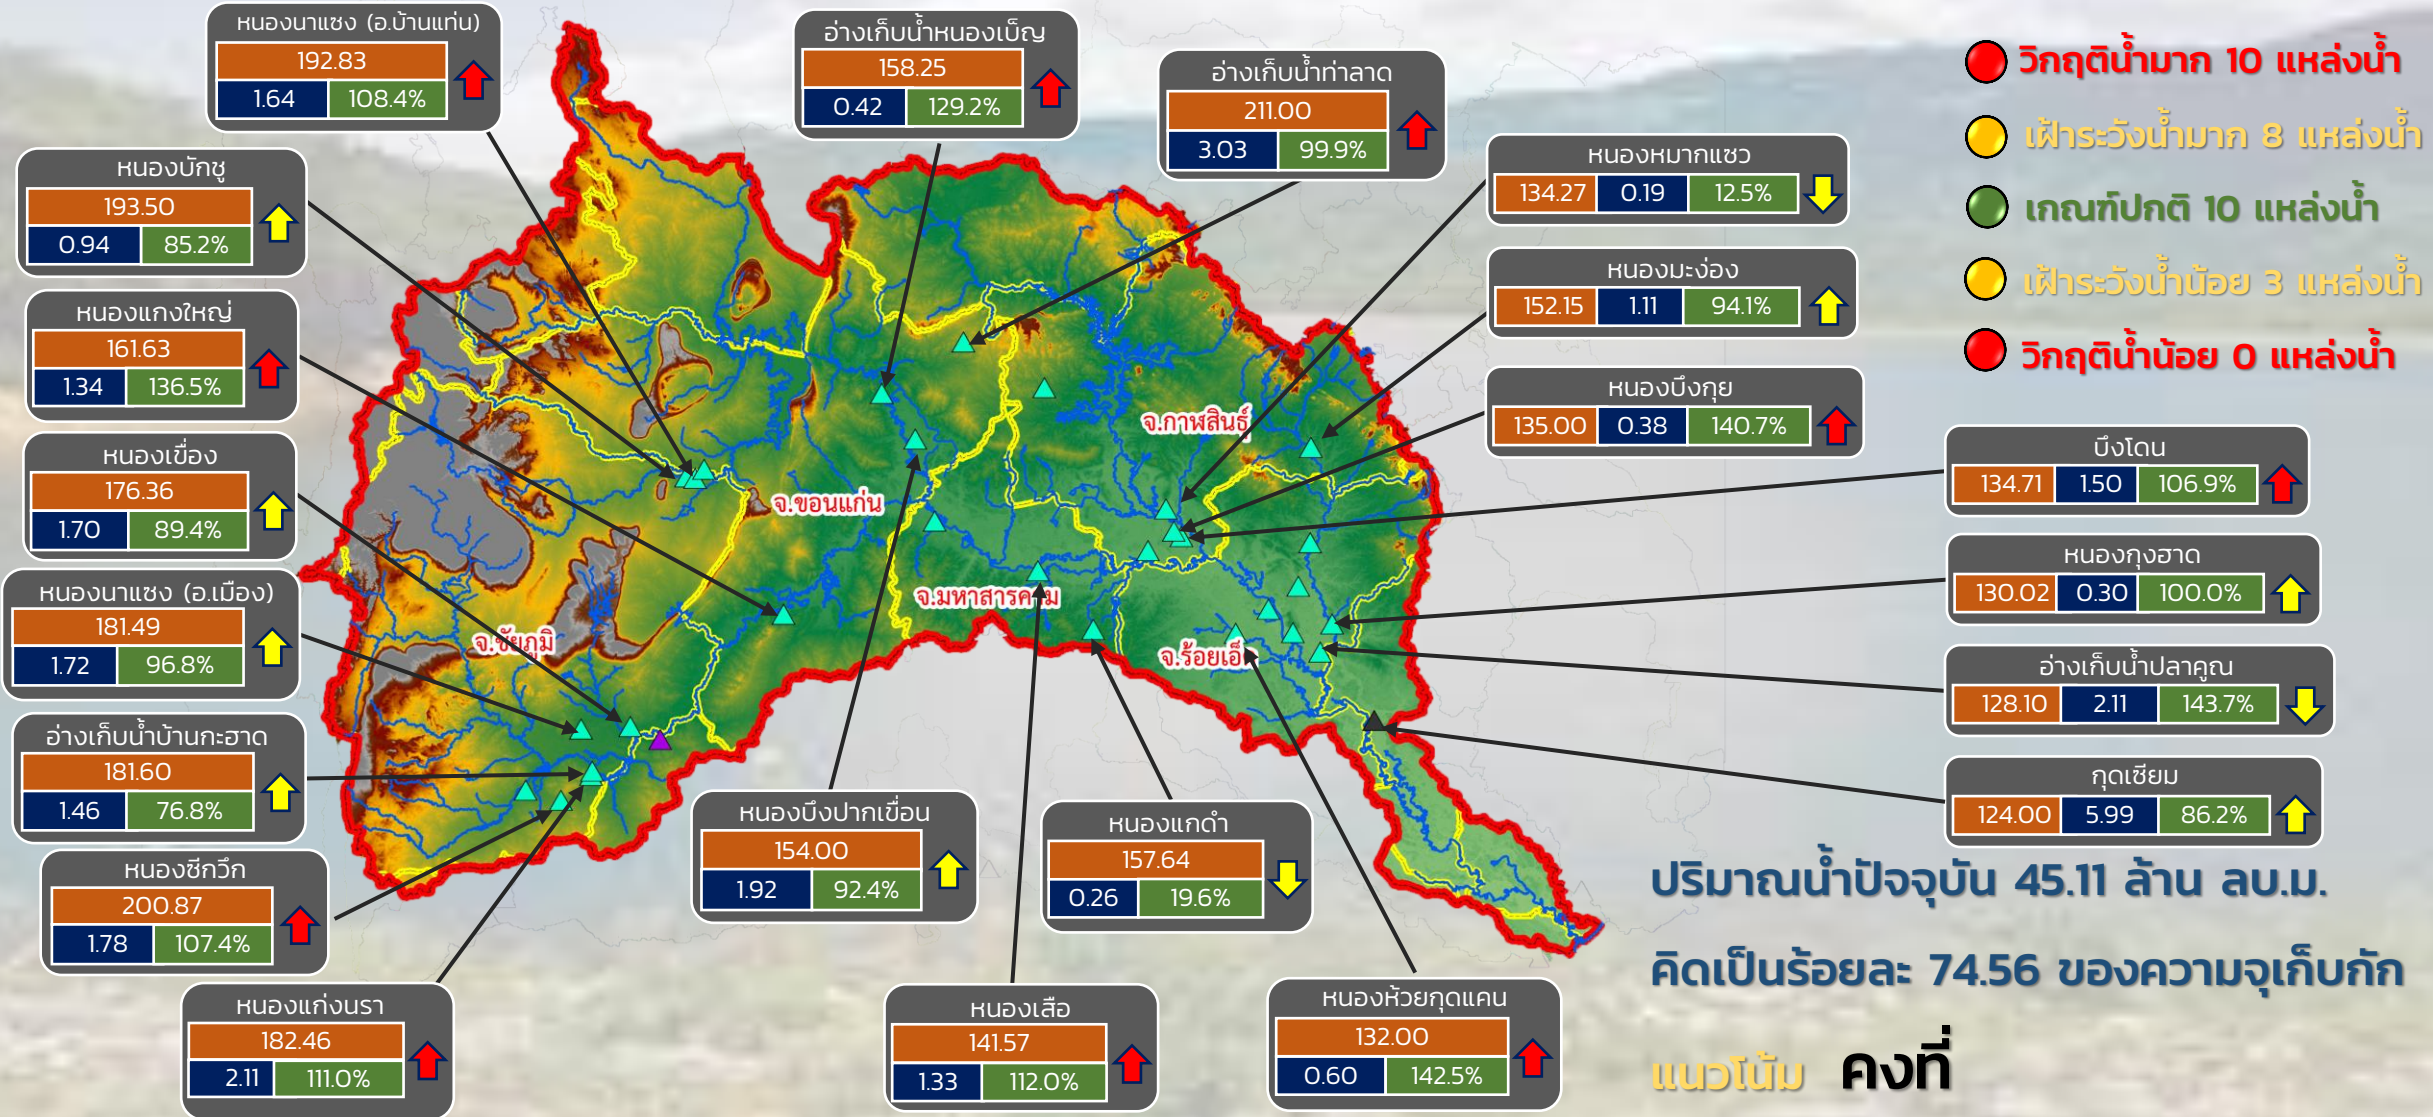 หนองนาแซง (อ.บ้านแท่น)
192.83
1.64 108.4%
อ่างเก็บน้ำหนองเบ็ญ
158.25
0.42 129.2%
อ่างเก็บน้ำท่าลาด
211.00
3.03 99.9%
วิกฤติน้ำมาก 10 แหล่งน้ำ
เฝ้าระวังน้ำมาก 8 แหล่งน้ำ
เกณฑ์ปกติ 10 แหล่งน้ำ
เฝ้าระวังน้ำน้อย 3 แหล่งน้ำ
วิกฤติน้ำน้อย 0 แหล่งน้ำ
หนองบักชู
193.50
0.94 85.2%
หนองแกงใหญ่
161.63
1.34 136.5%
หนองเขื่อง
176.36
1.70 89.4%
หนองนาแซง (อ.เมือง)
181.49
1.72 96.8%
อ่างเก็บน้ำบ้านกะฮาด
181.60
1.46 76.8%
หนองซีกวึก
200.87
1.78 107.4%
หนองแก่งนรา
182.46
2.11 111.0%
หนองหมากแซว
134.27 0.19 12.5%
หนองมะง่อง
152.15 1.11 94.1%
หนองบึงกุย
135.00 0.38 140.7%
บึงโดน
134.71 1.50 106.9%
หนองกุงฮาด
130.02 0.30 100.0%
อ่างเก็บน้ำปลาคูณ
128.10 2.11 143.7%
กุดเชียม
124.00 5.99 86.2%
จ.กาฬสินธุ์
จ.ขอนแก่น
จ.มหาสารคาม
จ.ชัยภูมิ
จ.ร้อยเอ็ด
หนองบึงปากเขื่อน
154.00
1.92 92.4%
หนองแกดำ
157.64
0.26 19.6%
หนองเสือ
141.57
1.33 112.0%
หนองห้วยกุดแคน
132.00
0.60 142.5%
ปริมาณน้ำปัจจุบัน 45.11 ล้าน ลบ.ม.
คิดเป็นร้อยละ 74.56 ของความจุเก็บกัก
แนวโน้ม คงที่